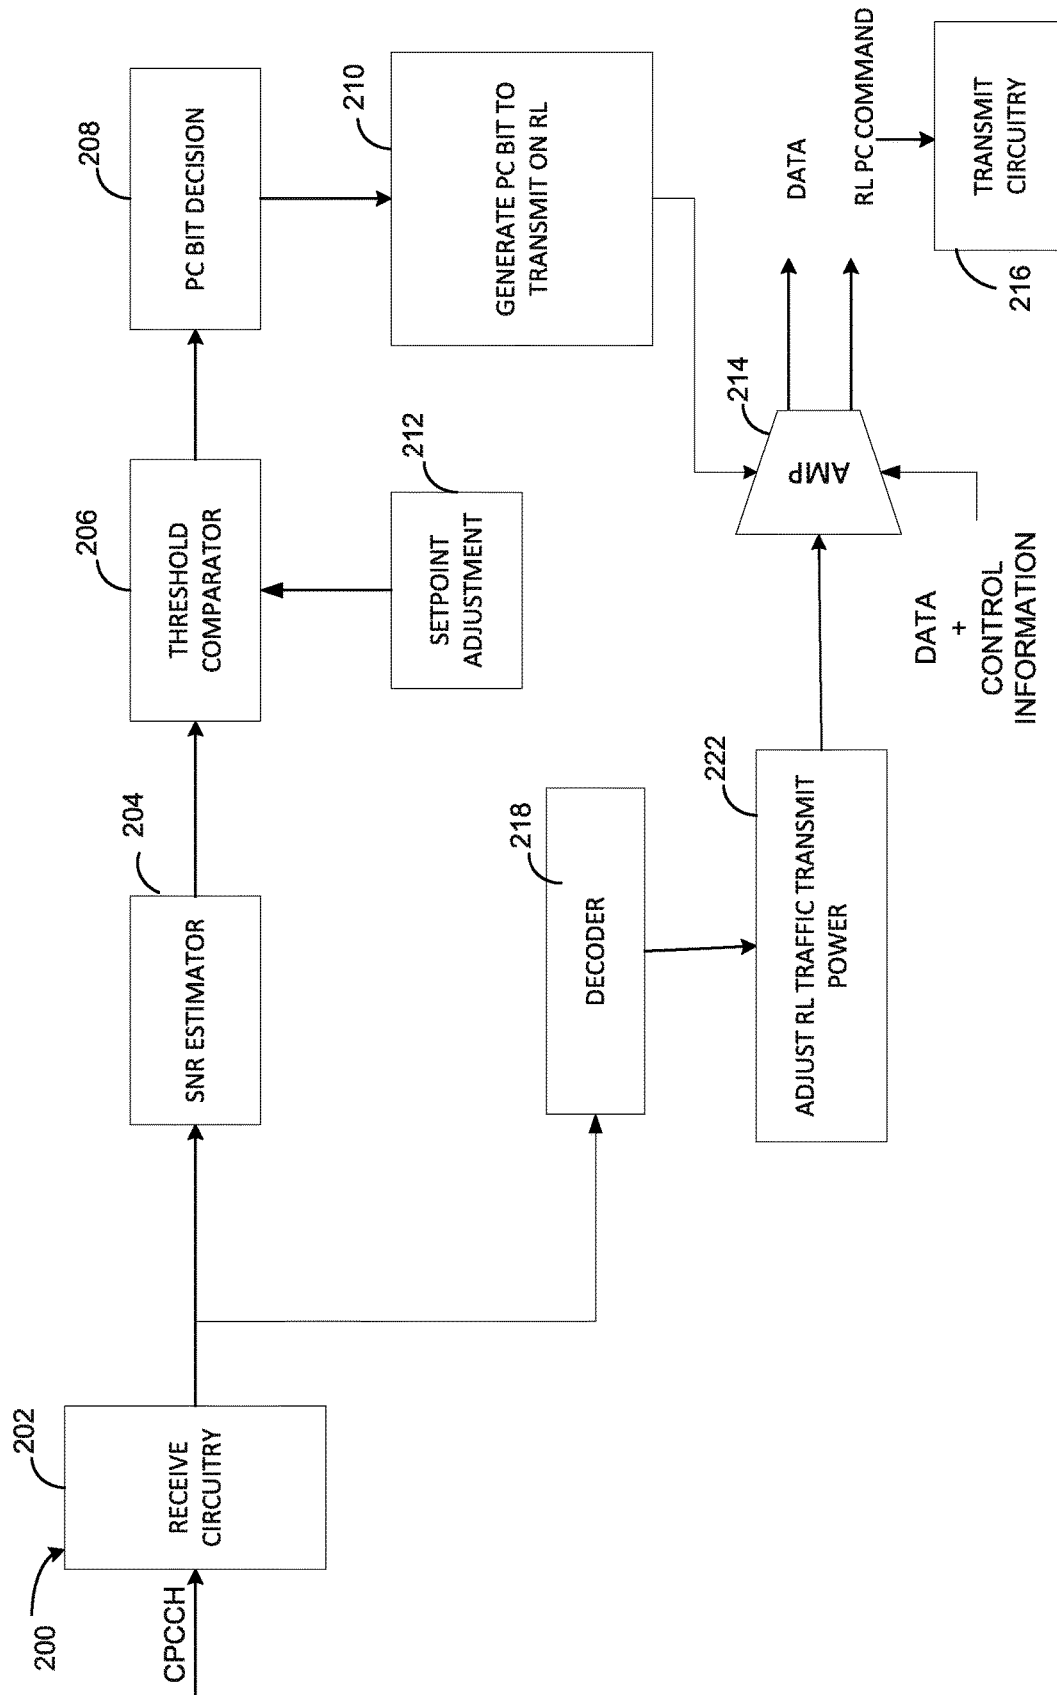 200
CPCCH
202
RECEIVE
CIRCUITRY
204
SNR ESTIMATOR
206
THRESHOLD
COMPARATOR
208
PC BIT DECISION
212
SETPOINT
ADJUSTMENT
210
GENERATE PC BIT TO
TRANSMIT ON RL
218
DECODER
222
ADJUST RL TRAFFIC TRANSMIT
POWER
214
AMP
DATA
+
CONTROL
INFORMATION
DATA
RL PC COMMAND
TRANSMIT
CIRCUITRY
216